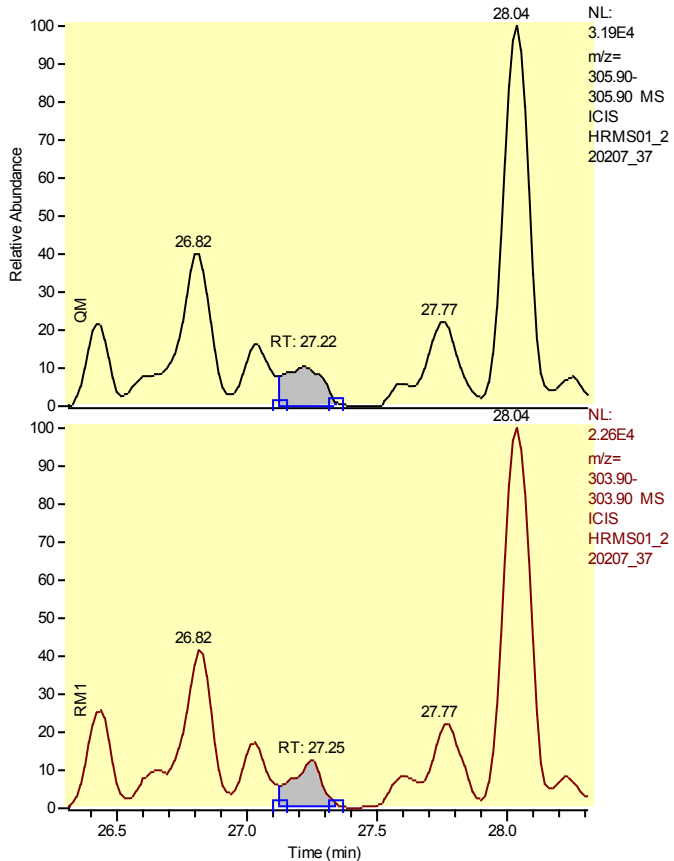 28.04
NL:
3.19E4
m/z=
305.90-
305.90 MS
ICIS
HRMS01_2
20207_37
100
90
80
70
60
50
40
30
20
10
0
Relative Abundance
QM
26.82
RT: 27.22
27.77
28.04
NL:
2.26E4
m/z=
303.90-
303.90 MS
ICIS
HRMS01_2
20207_37
100
90
80
70
60
50
40
30
20
10
0
RM1
26.82
RT: 27.25
27.77
26.5
27.0
27.5
28.0
Time (min)